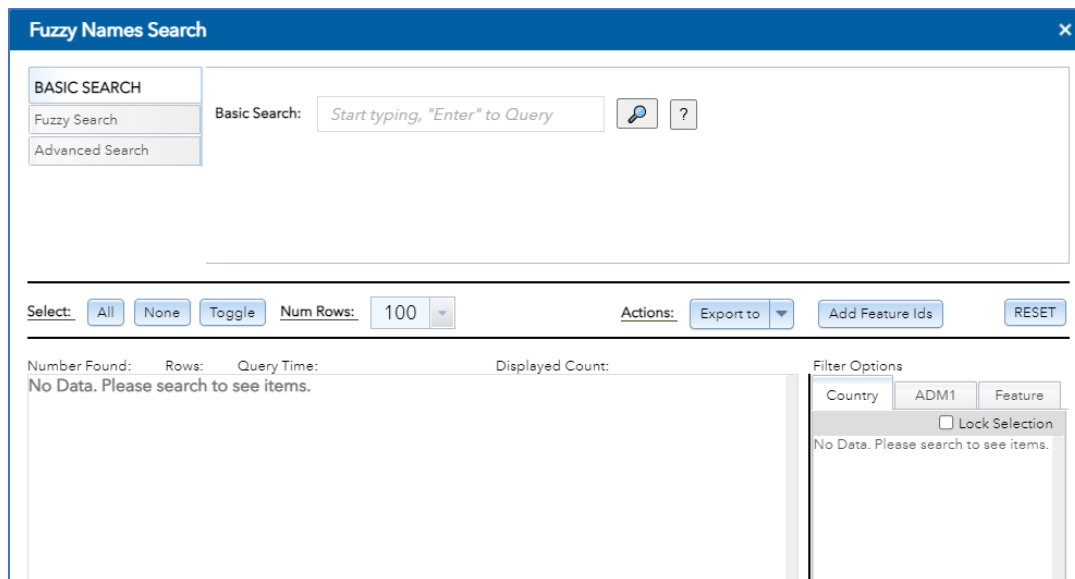 Fuzzy Names Search ×
BASIC SEARCH
Fuzzy Search
Advanced Search
Basic Search: Start typing, "Enter" to Query ?
Select: All None Toggle Num Rows: 100 Actions: Export to Add Feature Ids RESET
Number Found: Rows: Query Time: Displayed Count:
No Data. Please search to see items.
Filter Options
Country ADM1 Feature
Lock Selection
No Data. Please search to see items.